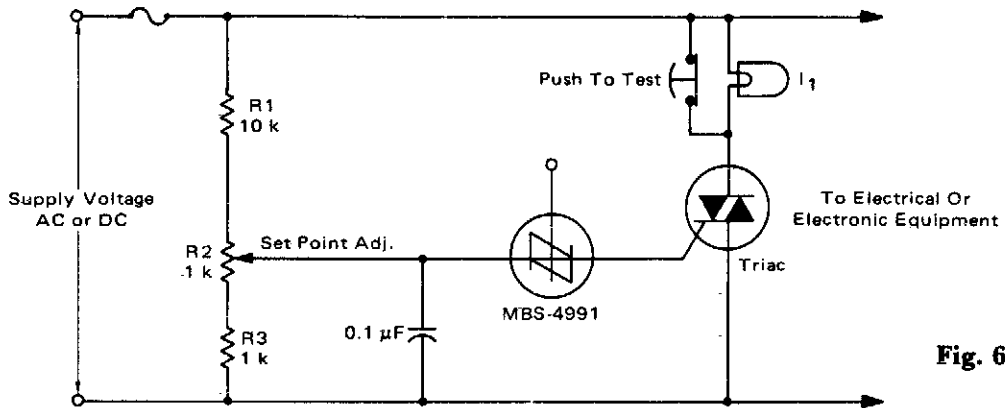 R1
10 k
Push To Test
I1
Supply Voltage
AC or DC
To Electrical Or
Electronic Equipment
R2
1 k
Set Point Adj.
Triac
MBS-4991
0.1 μF
R3
1 k
Fig. 6